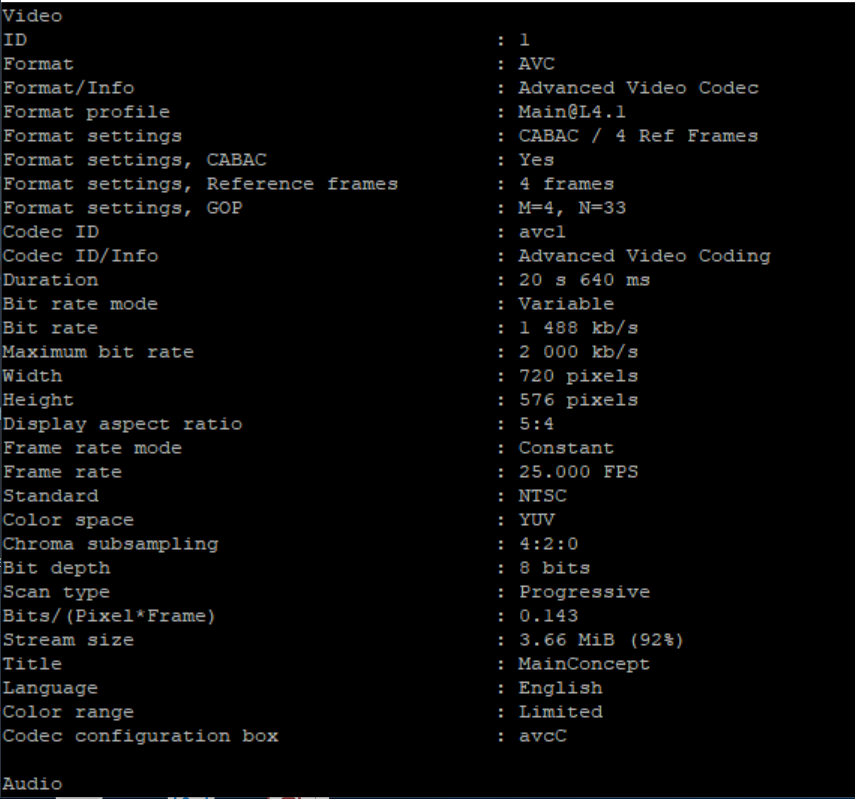 Video
ID : 1
Format : AVC
Format/Info : Advanced Video Codec
Format profile : Main@L4.1
Format settings : CABAC / 4 Ref Frames
Format settings, CABAC : Yes
Format settings, Reference frames : 4 frames
Format settings, GOP : M=4, N=33
Codec ID : avc1
Codec ID/Info : Advanced Video Coding
Duration : 20 s 640 ms
Bit rate mode : Variable
Bit rate : 1 488 kb/s
Maximum bit rate : 2 000 kb/s
Width : 720 pixels
Height : 576 pixels
Display aspect ratio : 5:4
Frame rate mode : Constant
Frame rate : 25.000 FPS
Standard : NTSC
Color space : YUV
Chroma subsampling : 4:2:0
Bit depth : 8 bits
Scan type : Progressive
Bits/(Pixel*Frame) : 0.143
Stream size : 3.66 MiB (92%)
Title : MainConcept
Language : English
Color range : Limited
Codec configuration box : avcC
Audio